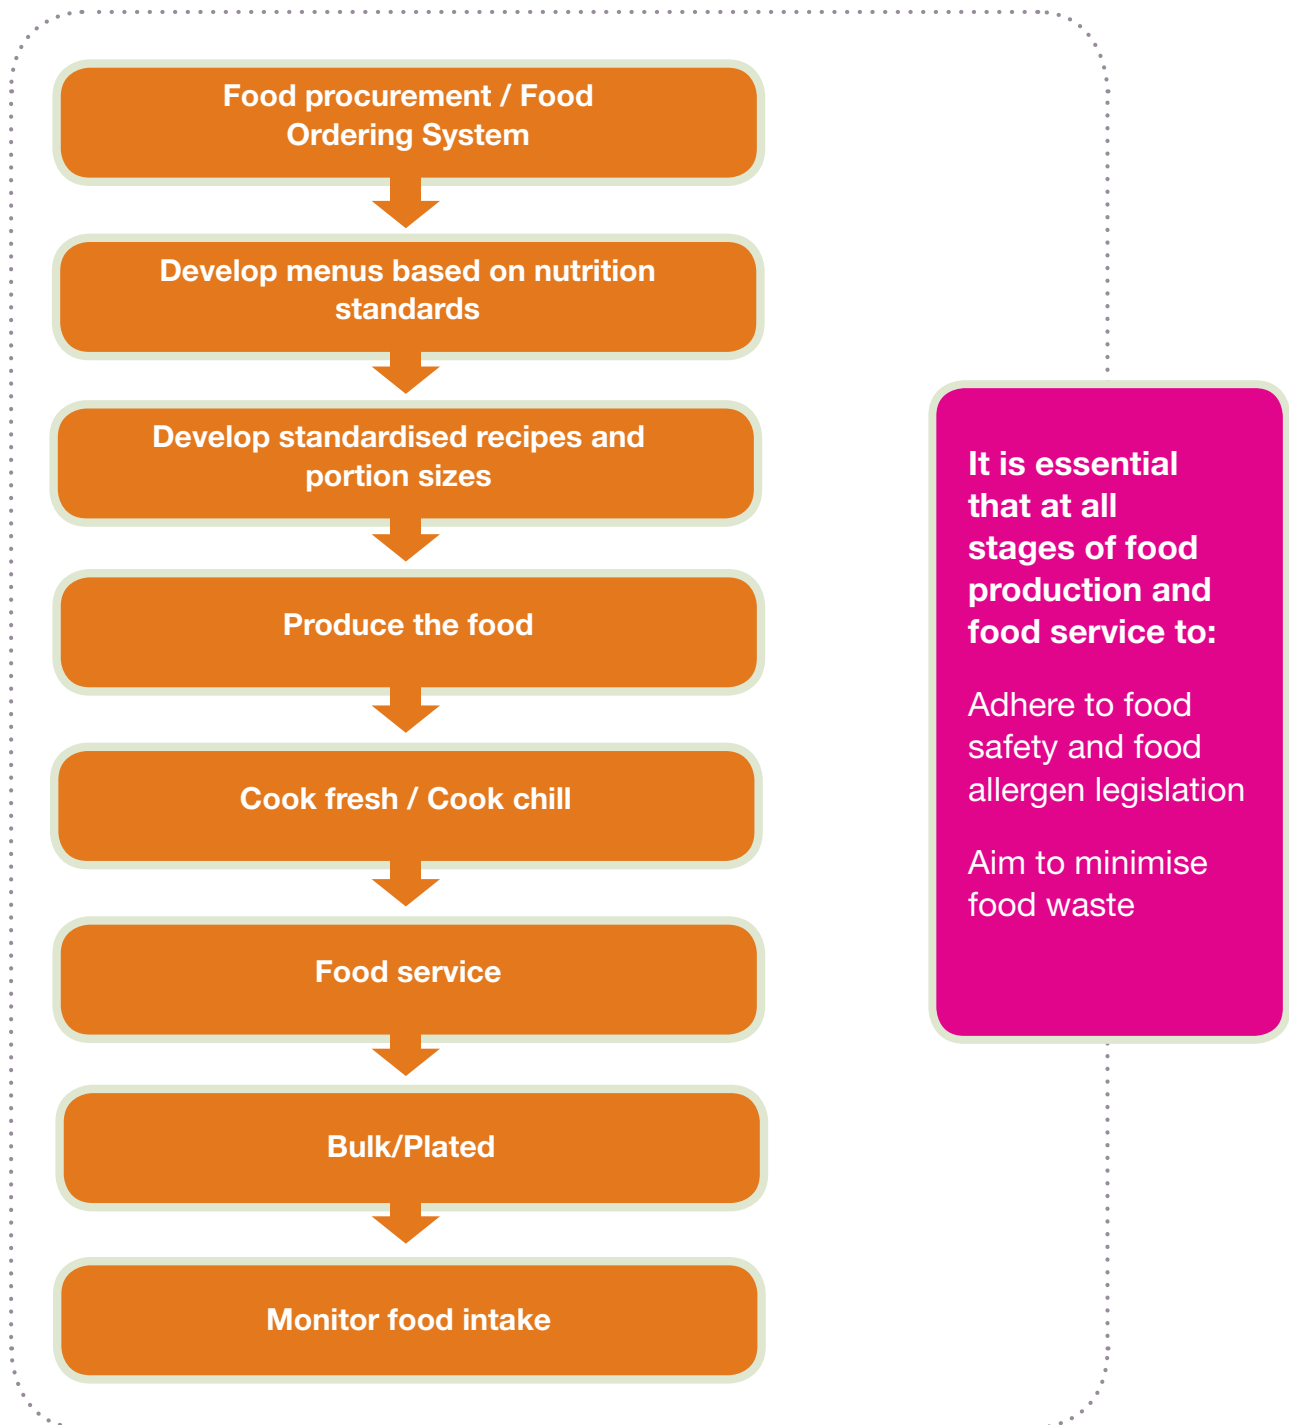 Food procurement / Food
Ordering System
Develop menus based on nutrition
standards
Develop standardised recipes and
portion sizes
Produce the food
Cook fresh / Cook chill
Food service
Bulk/Plated
Monitor food intake
It is essential
that at all
stages of food
production and
food service to:
Adhere to food
safety and food
allergen legislation
Aim to minimise
food waste